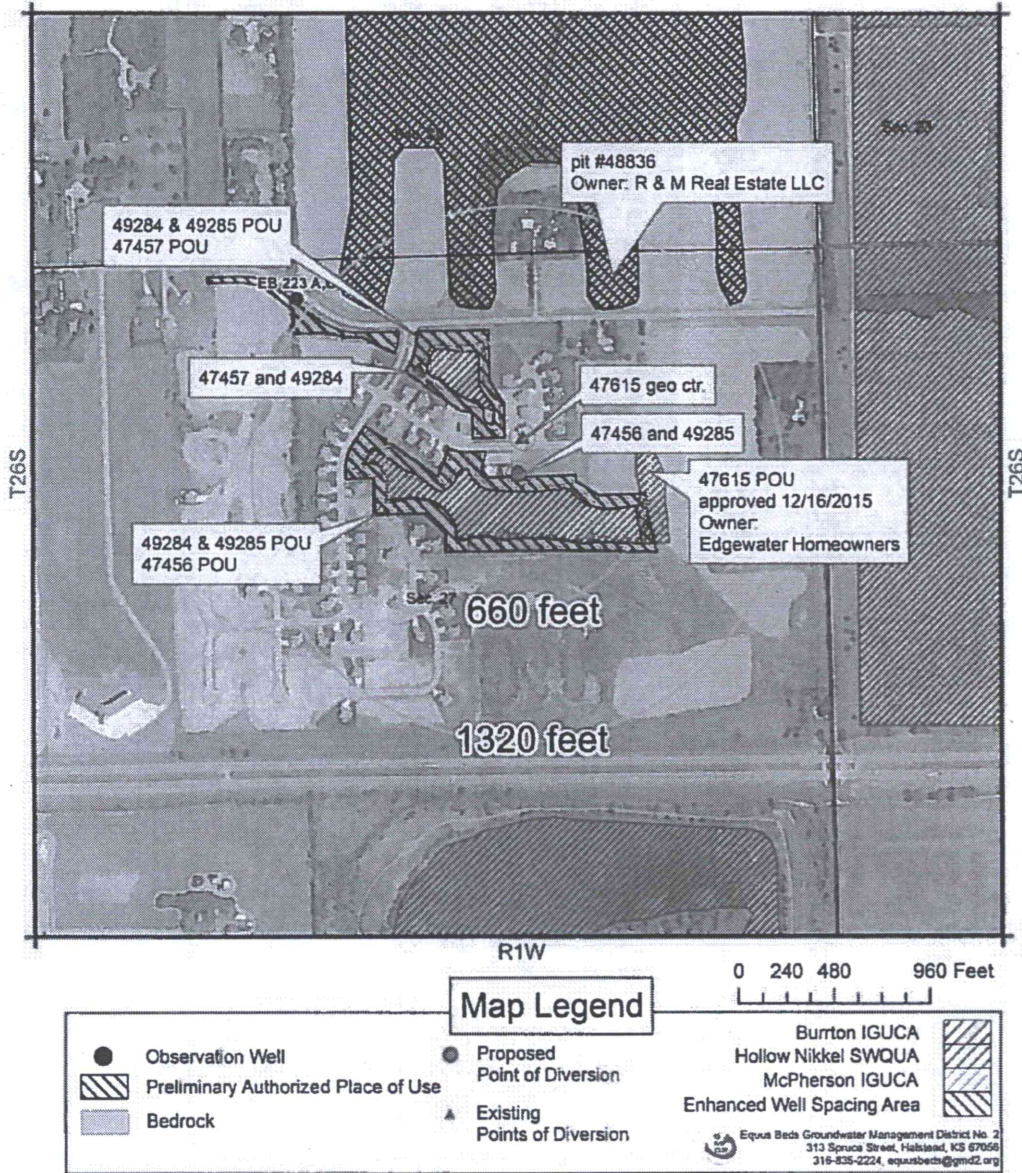 pit #48836
Owner: R & M Real Estate LLC
49284 & 49285 POU
47457 POU
EB 223 A,
47457 and 49284
47615 geo ctr.
47456 and 49285
T26S
T26S
47615 POU
approved 12/16/2015
Owner:
Edgewater Homeowners
49284 & 49285 POU
47456 POU
Sec. 27
660 feet
1320 feet
R1W
0 240 480 960 Feet
Map Legend
Observation Well
Preliminary Authorized Place of Use
Bedrock
Proposed
Point of Diversion
Existing
Points of Diversion
Burrton IGUCA
Hollow Nikkel SWQUA
McPherson IGUCA
Enhanced Well Spacing Area
Equus Beds Groundwater Management District No. 2
313 Spruce Street, Halstead, KS 67056
316-835-2224, equusbeds@gmd2.org